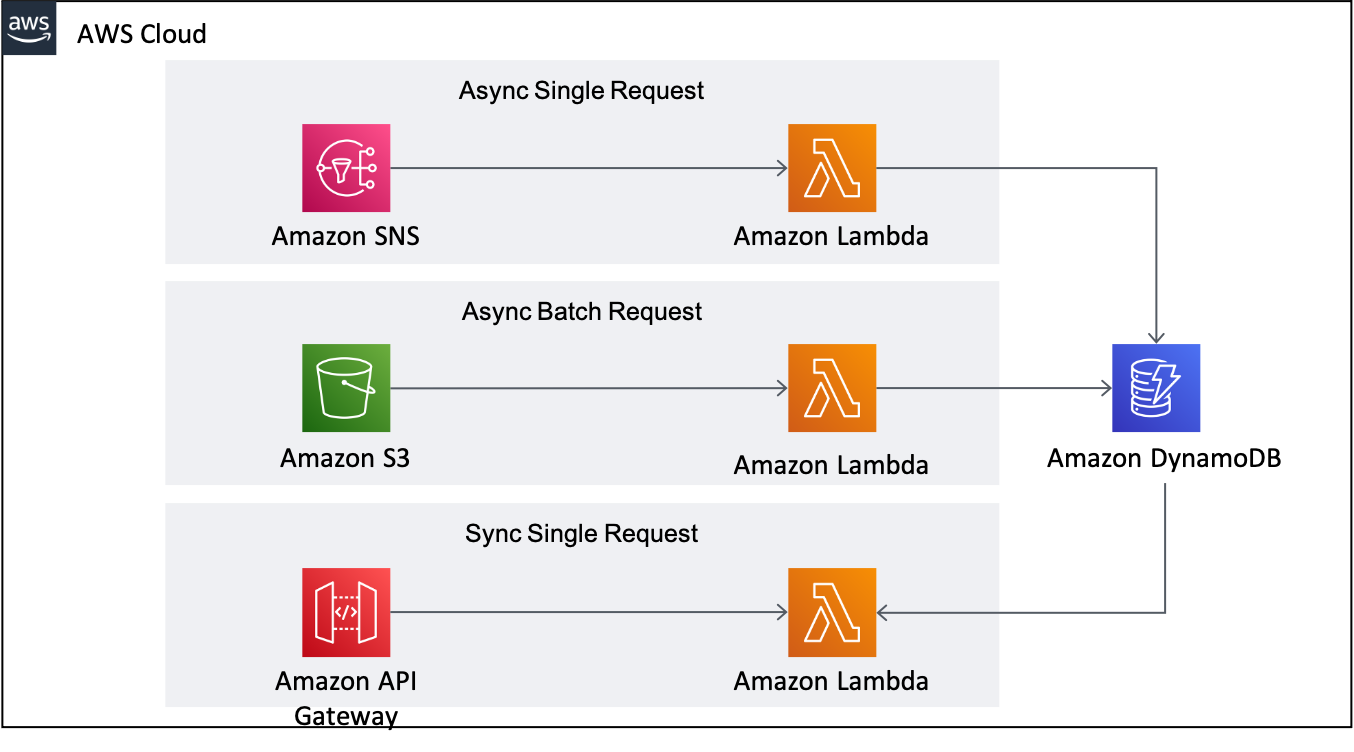 aws
AWS Cloud
Async Single Request
Amazon SNS
Amazon Lambda
Async Batch Request
Amazon S3
Amazon Lambda
Amazon DynamoDB
Sync Single Request
</>
Amazon API
Gateway
Amazon Lambda